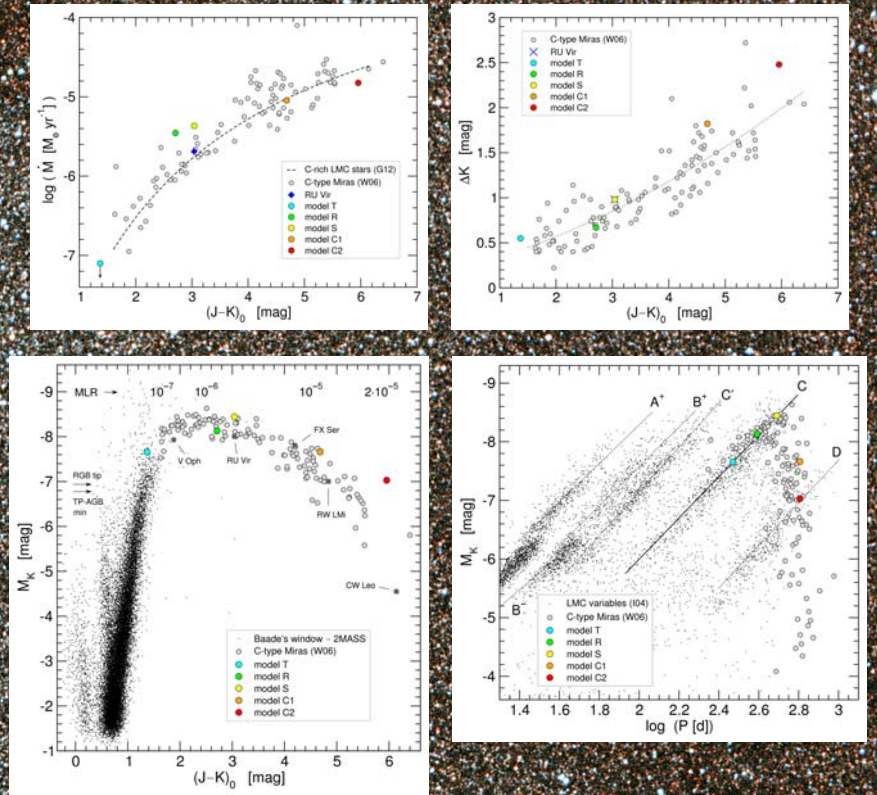 log (Ṁ [M⊙ yr⁻¹])
-4
-5
-6
-7
C-rich LMC stars (G12)
C-type Miras (W06)
RU Vir
model T
model R
model S
model C1
model C2
1 2 3 4 5 6 7
(J−K)₀ [mag]
ΔK [mag]
3
2.5
2
1.5
1
0.5
0
C-type Miras (W06)
RU Vir
model T
model R
model S
model C1
model C2
1 2 3 4 5 6 7
(J−K)₀ [mag]
M_K [mag]
-9
-8
-7
-6
-5
-4
-3
-2
-1
MLR
10⁻⁷ 10⁻⁶ 10⁻⁵ 2·10⁻⁵
FX Ser
V Oph
RU Vir
RGB tip
TP-AGB
min
RW LMi
CW Leo
Baade's window − 2MASS
C-type Miras (W06)
model T
model R
model S
model C1
model C2
0 1 2 3 4 5 6
(J−K)₀ [mag]
M_K [mag]
-9
-8
-7
-6
-5
-4
A⁺ B⁺ C' C
D
B⁻
LMC variables (I04)
C-type Miras (W06)
model T
model R
model S
model C1
model C2
1.4 1.6 1.8 2 2.2 2.4 2.6 2.8 3
log (P [d])